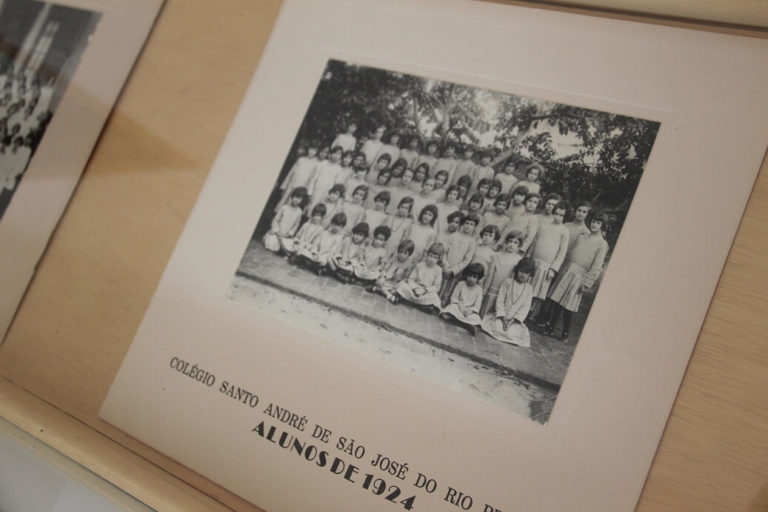 COLÉGIO SANTO ANDRÉ DE SÃO JOSÉ DO RIO
ALUNOS DE 1924